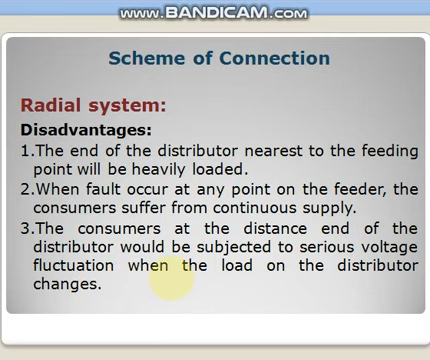 www.BANDICAM.com
Scheme of Connection
Radial system:
Disadvantages:
1.The end of the distributor nearest to the feeding
point will be heavily loaded.
2.When fault occur at any point on the feeder, the
consumers suffer from continuous supply.
3.The consumers at the distance end of the
distributor would be subjected to serious voltage
fluctuation when the load on the distributor
changes.